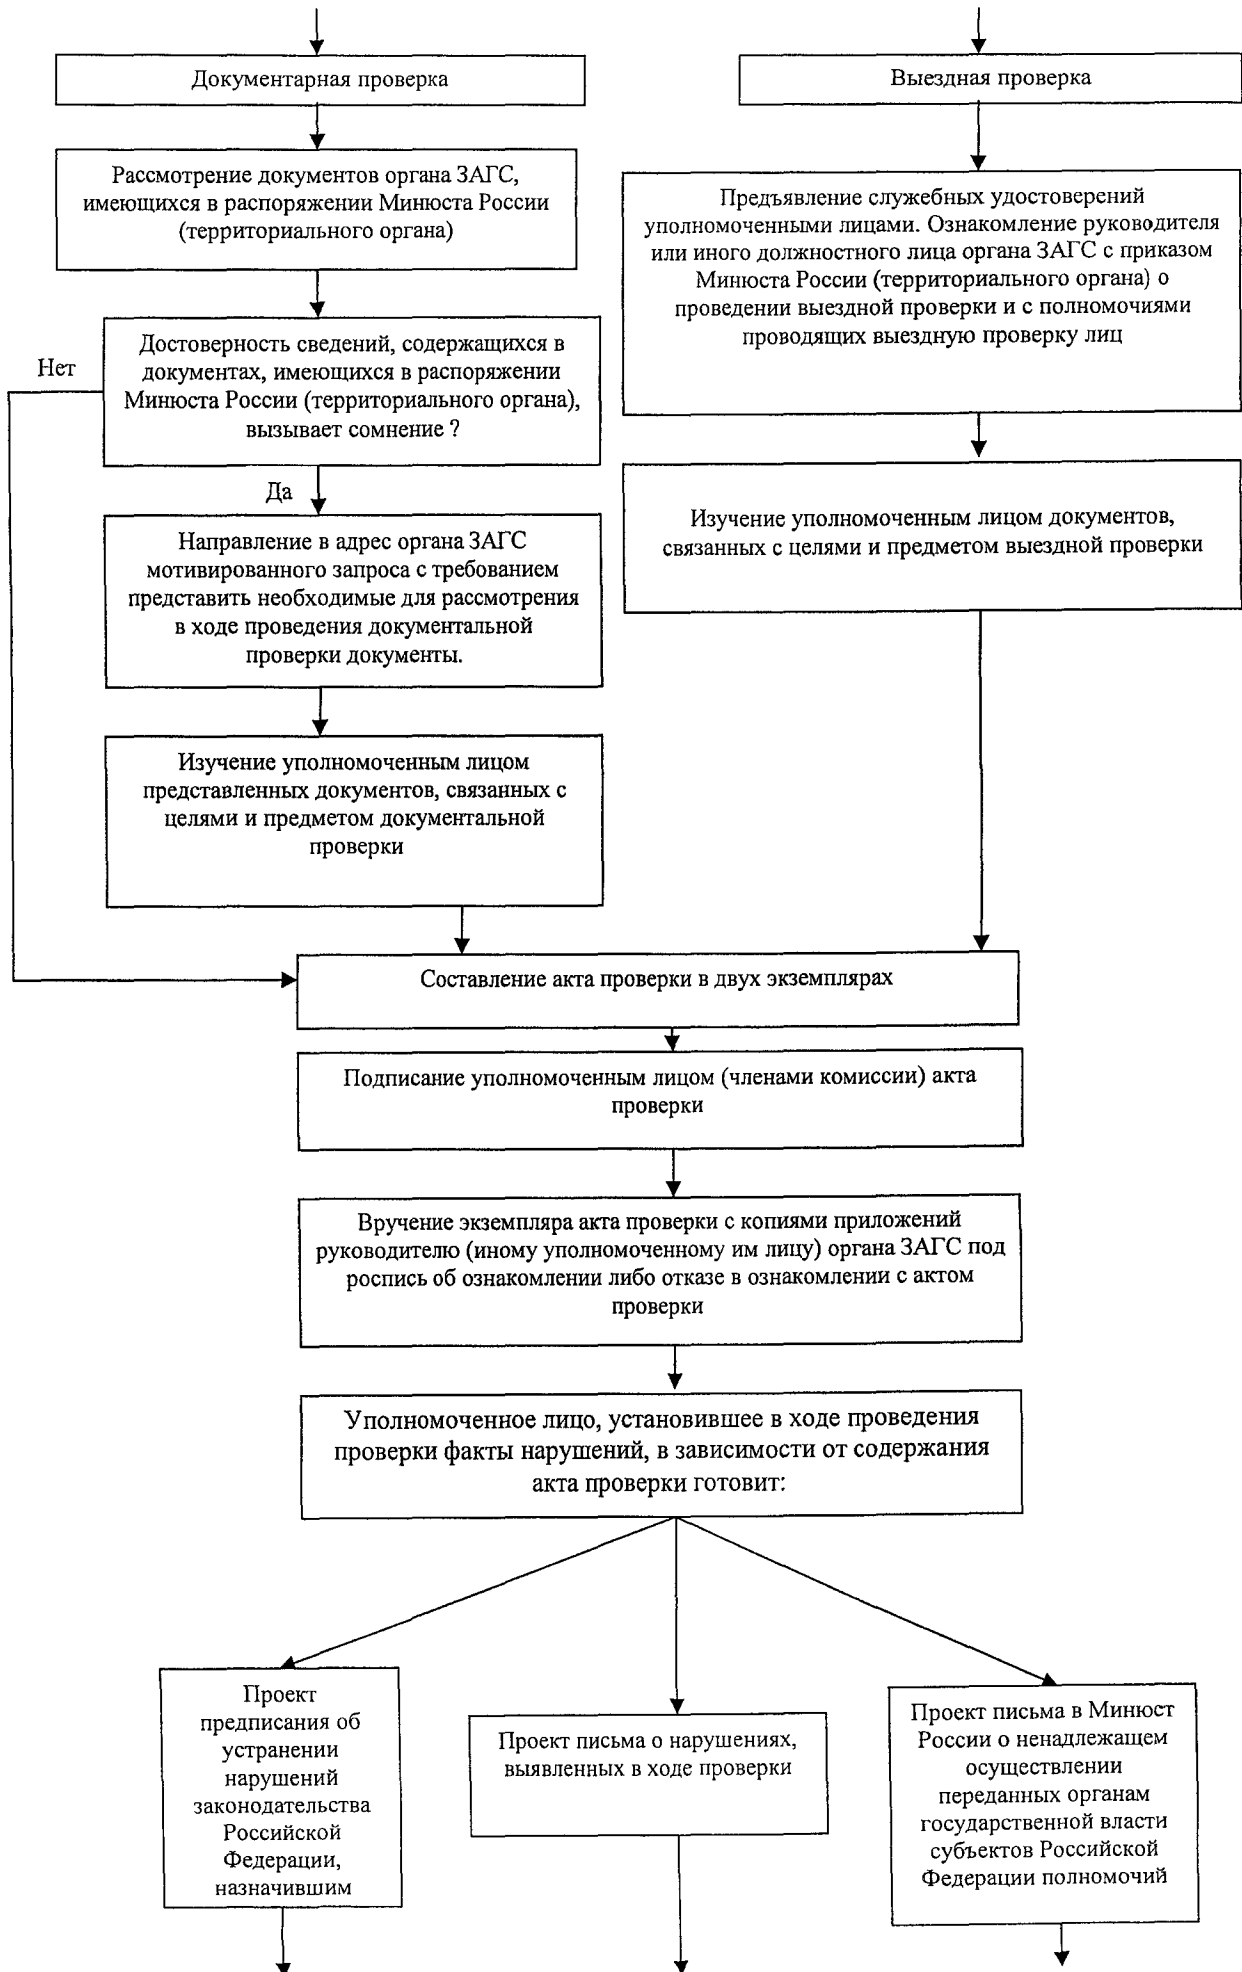 Документарная проверка
Выездная проверка
Рассмотрение документов органа ЗАГС,
имеющихся в распоряжении Минюста России
(территориального органа)
Предъявление служебных удостоверений
уполномоченными лицами. Ознакомление руководителя
или иного должностного лица органа ЗАГС с приказом
Минюста России (территориального органа) о
проведении выездной проверки и с полномочиями
проводящих выездную проверку лиц
Достоверность сведений, содержащихся в
документах, имеющихся в распоряжении
Минюста России (территориального органа),
вызывает сомнение ?
Нет
Да
Направление в адрес органа ЗАГС
мотивированного запроса с требованием
представить необходимые для рассмотрения
в ходе проведения документальной
проверки документы.
Изучение уполномоченным лицом документов,
связанных с целями и предметом выездной проверки
Изучение уполномоченным лицом
представленных документов, связанных с
целями и предметом документальной
проверки
Составление акта проверки в двух экземплярах
Подписание уполномоченным лицом (членами комиссии) акта
проверки
Вручение экземпляра акта проверки с копиями приложений
руководителю (иному уполномоченному им лицу) органа ЗАГС под
роспись об ознакомлении либо отказе в ознакомлении с актом
проверки
Уполномоченное лицо, установившее в ходе проведения
проверки факты нарушений, в зависимости от содержания
акта проверки готовит:
Проект
предписания об
устранении
нарушений
законодательства
Российской
Федерации,
назначившим
Проект письма о нарушениях,
выявленных в ходе проверки
Проект письма в Минюст
России о ненадлежащем
осуществлении
переданных органам
государственной власти
субъектов Российской
Федерации полномочий